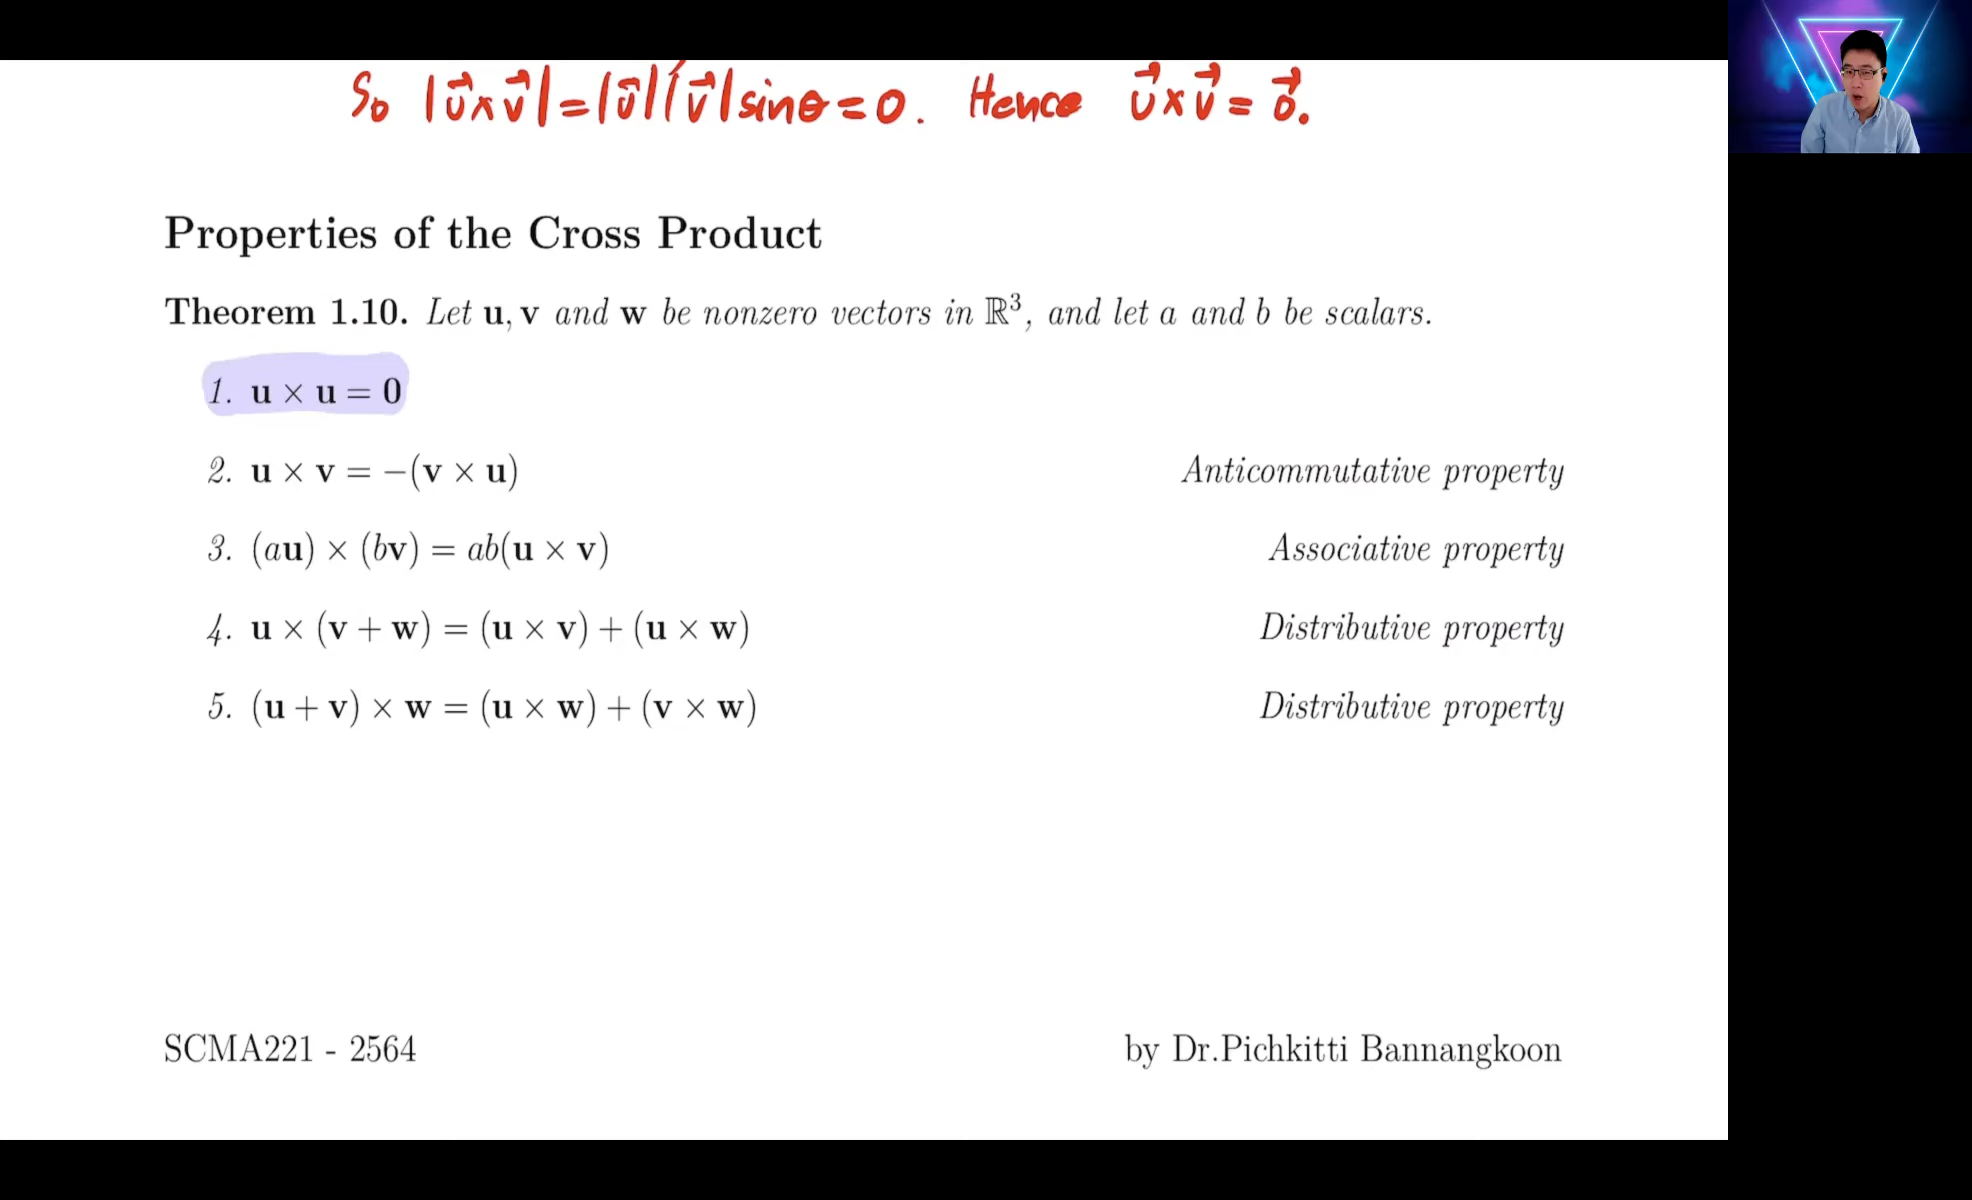 So |u⃗×v⃗|=|u⃗||v⃗|sinθ=0. Hence u⃗×v⃗=0⃗.
Properties of the Cross Product
Theorem 1.10. Let u, v and w be nonzero vectors in ℝ³, and let a and b be scalars.
1. u × u = 0
2. u × v = −(v × u) Anticommutative property
3. (au) × (bv) = ab(u × v) Associative property
4. u × (v + w) = (u × v) + (u × w) Distributive property
5. (u + v) × w = (u × w) + (v × w) Distributive property
SCMA221 - 2564 by Dr.Pichkitti Bannangkoon